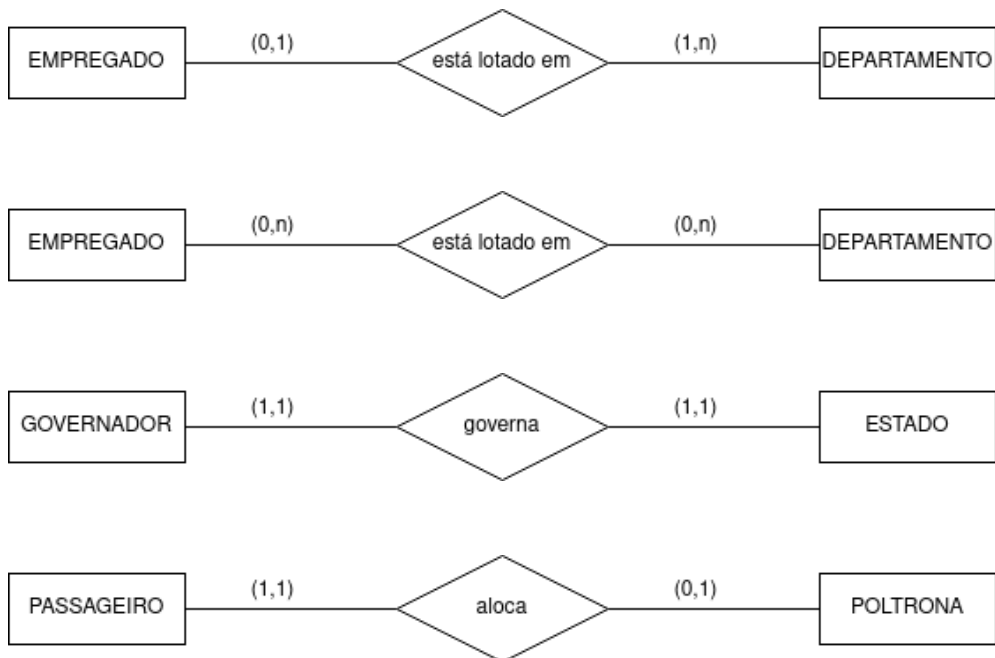 EMPREGADO (0,1) está lotado em (1,n) DEPARTAMENTO
EMPREGADO (0,n) está lotado em (0,n) DEPARTAMENTO
GOVERNADOR (1,1) governa (1,1) ESTADO
PASSAGEIRO (1,1) aloca (0,1) POLTRONA